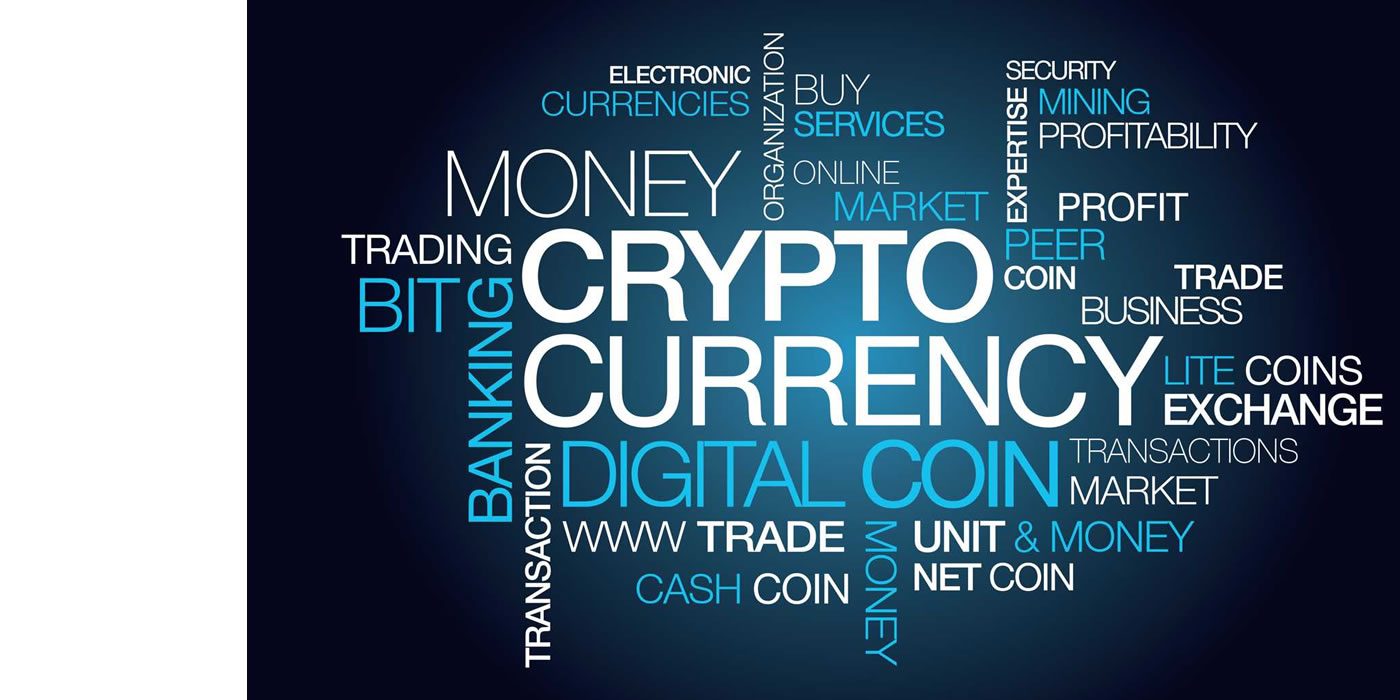 ELECTRONIC
CURRENCIES
ORGANIZATION
BUY
SERVICES
ONLINE
MARKET
SECURITY
EXPERTISE
MINING
PROFITABILITY
PROFIT
PEER
COIN
TRADE
BUSINESS
MONEY
TRADING
BIT
BANKING
CRYPTO
CURRENCY
LITE COINS
EXCHANGE
TRANSACTION
DIGITAL COIN
TRANSACTIONS
MARKET
WWW TRADE
CASH COIN
MONEY
UNIT & MONEY
NET COIN